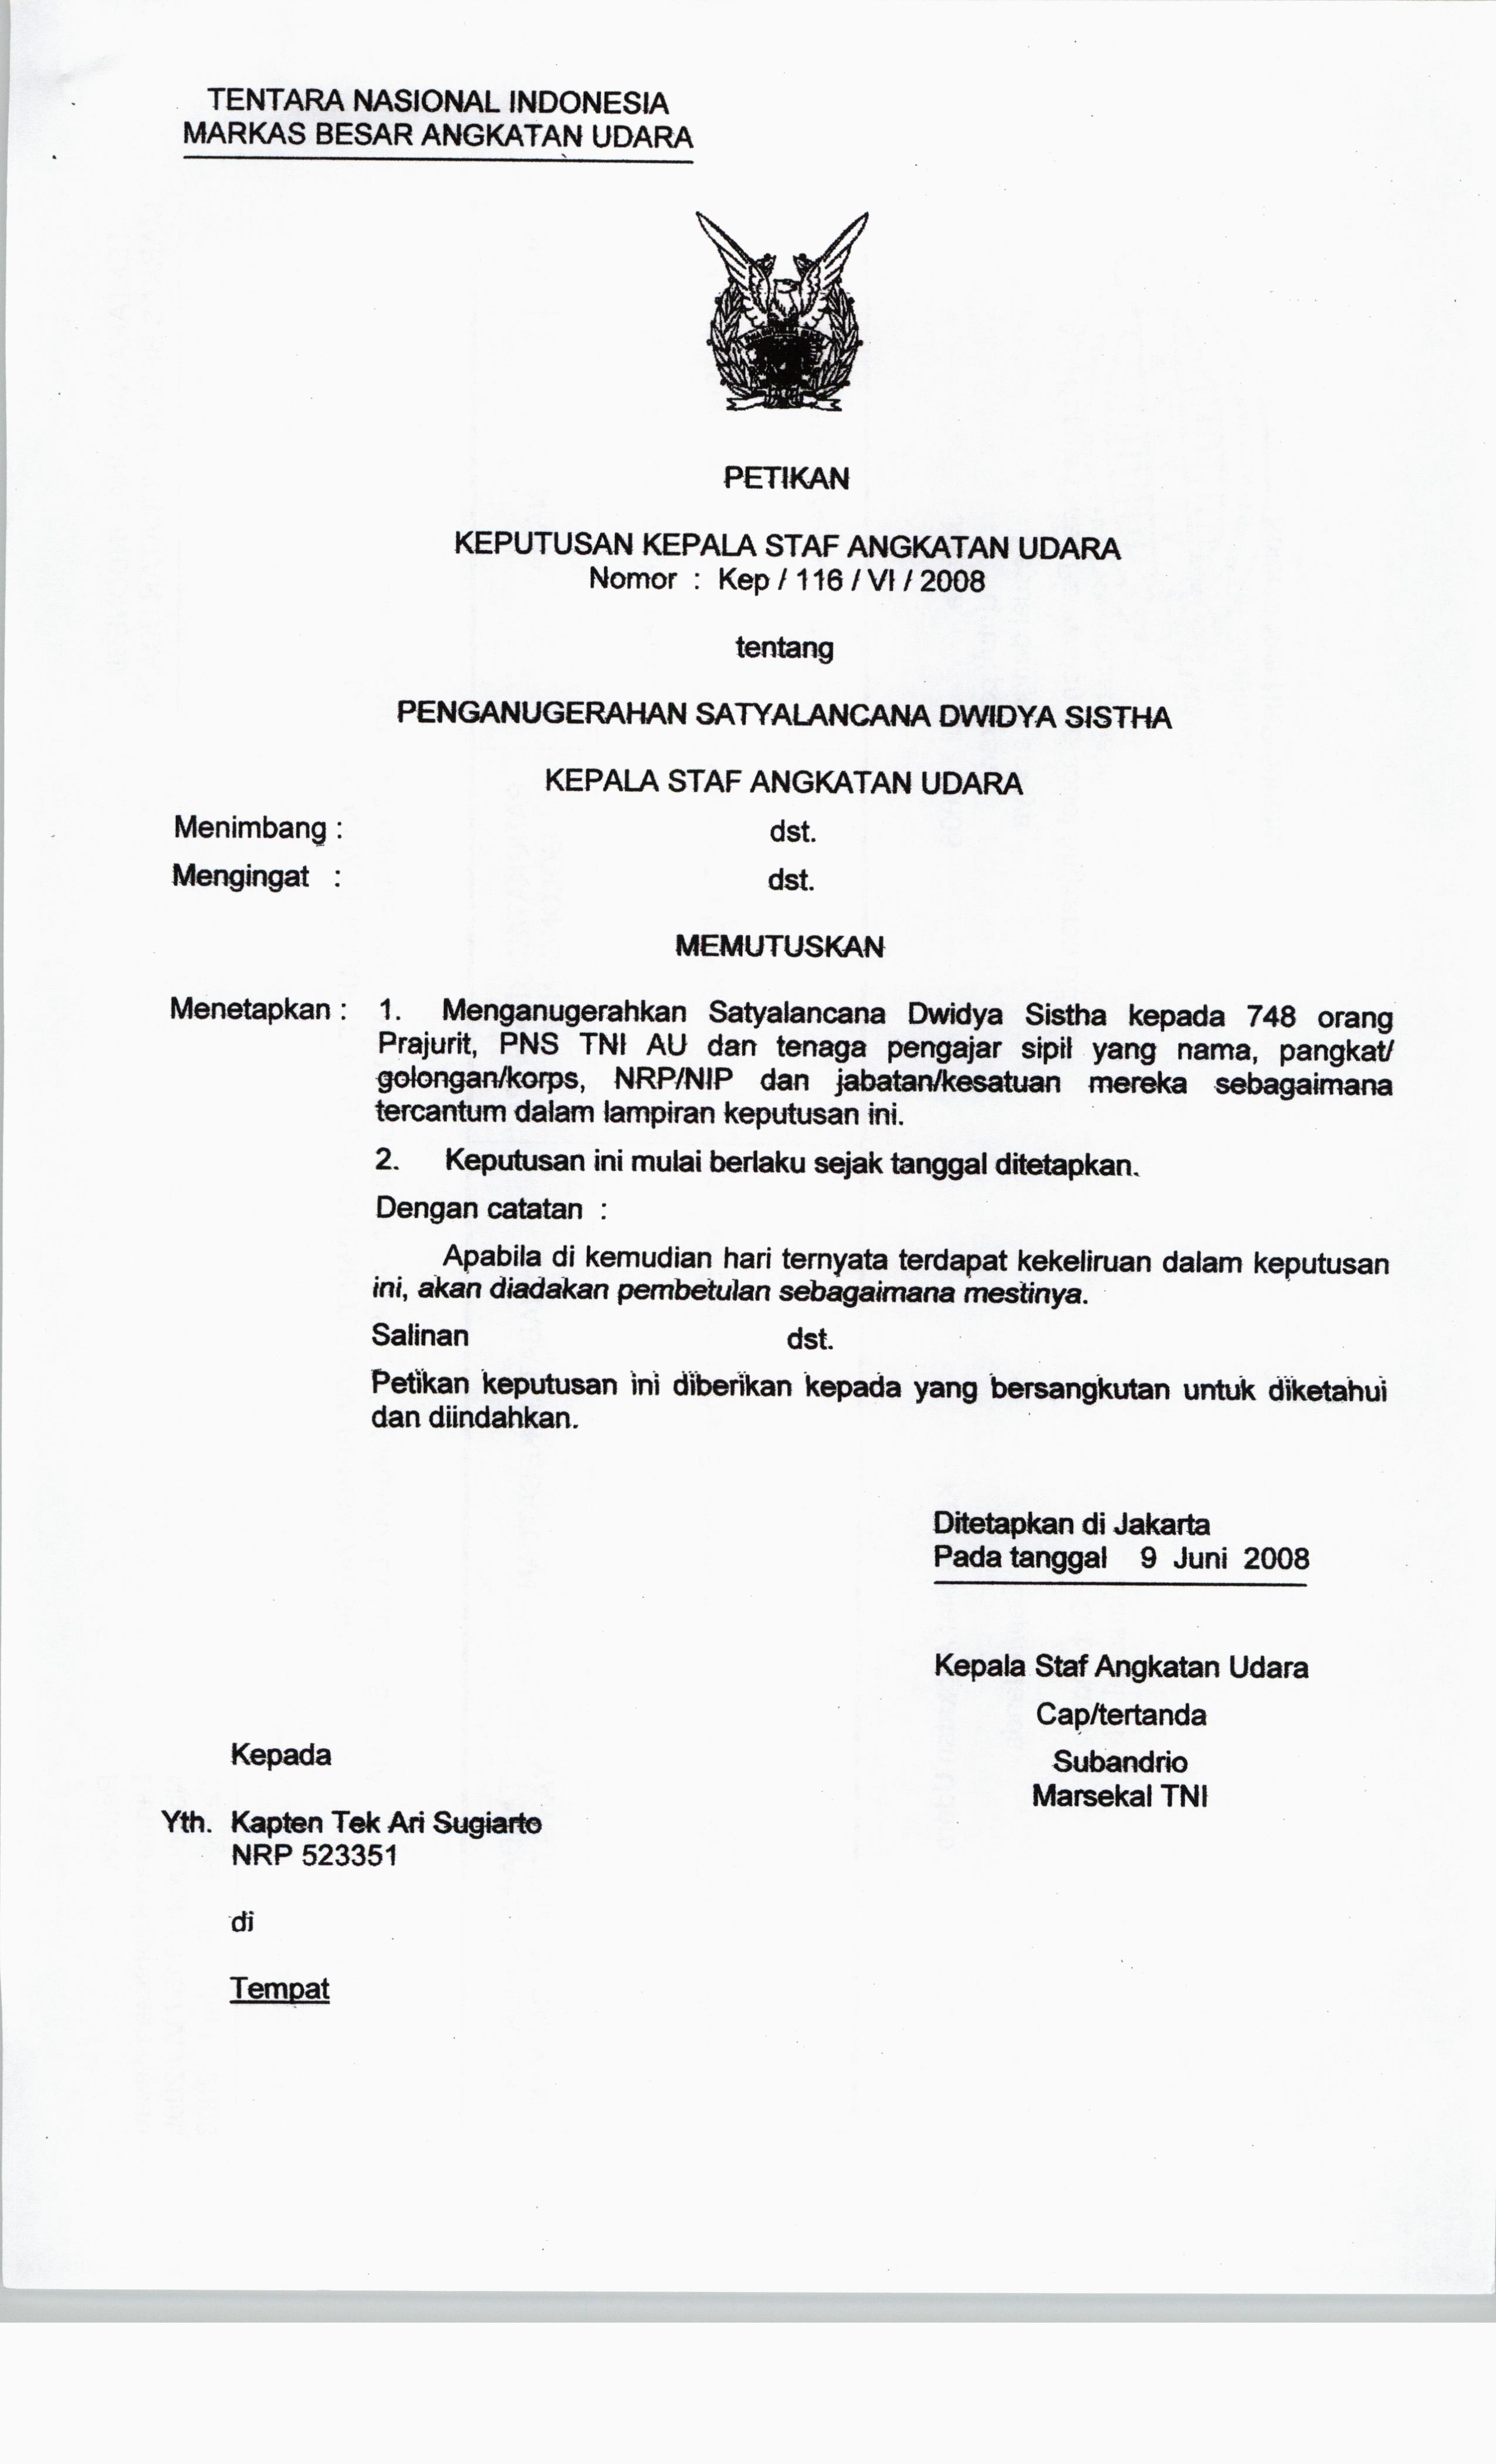 TENTARA NASIONAL INDONESIA
MARKAS BESAR ANGKATAN UDARA
PETIKAN
KEPUTUSAN KEPALA STAF ANGKATAN UDARA
Nomor : Kep / 116 / VI / 2008
tentang
PENGANUGERAHAN SATYALANCANA DWIDYA SISTHA
KEPALA STAF ANGKATAN UDARA
Menimbang : dst.
Mengingat : dst.
MEMUTUSKAN
Menetapkan : 1. Menganugerahkan Satyalancana Dwidya Sistha kepada 748 orang
Prajurit, PNS TNI AU dan tenaga pengajar sipil yang nama, pangkat/
golongan/korps, NRP/NIP dan jabatan/kesatuan mereka sebagaimana
tercantum dalam lampiran keputusan ini.
2. Keputusan ini mulai berlaku sejak tanggal ditetapkan.
Dengan catatan :
Apabila di kemudian hari ternyata terdapat kekeliruan dalam keputusan
ini, akan diadakan pembetulan sebagaimana mestinya.
Salinan dst.
Petikan keputusan ini diberikan kepada yang bersangkutan untuk diketahui
dan diindahkan.
Ditetapkan di Jakarta
Pada tanggal 9 Juni 2008
Kepala Staf Angkatan Udara
Cap/tertanda
Subandrio
Marsekal TNI
Kepada
Yth. Kapten Tek Ari Sugiarto
NRP 523351
di
Tempat